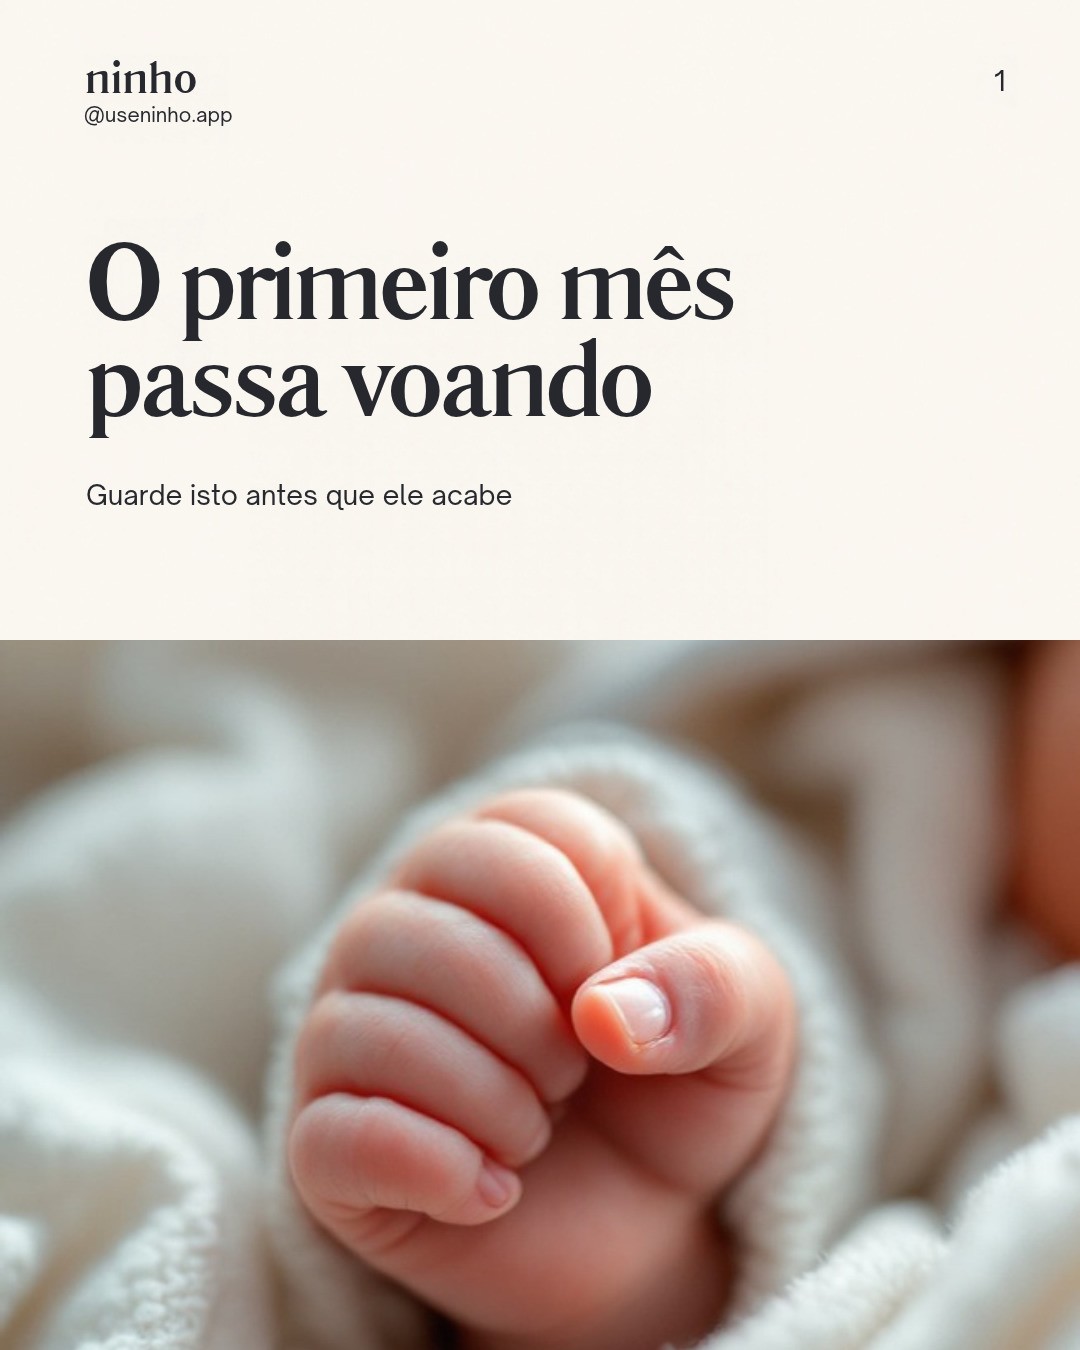 ninho
@useninho.app
1
O primeiro mês
passa voando
Guarde isto antes que ele acabe